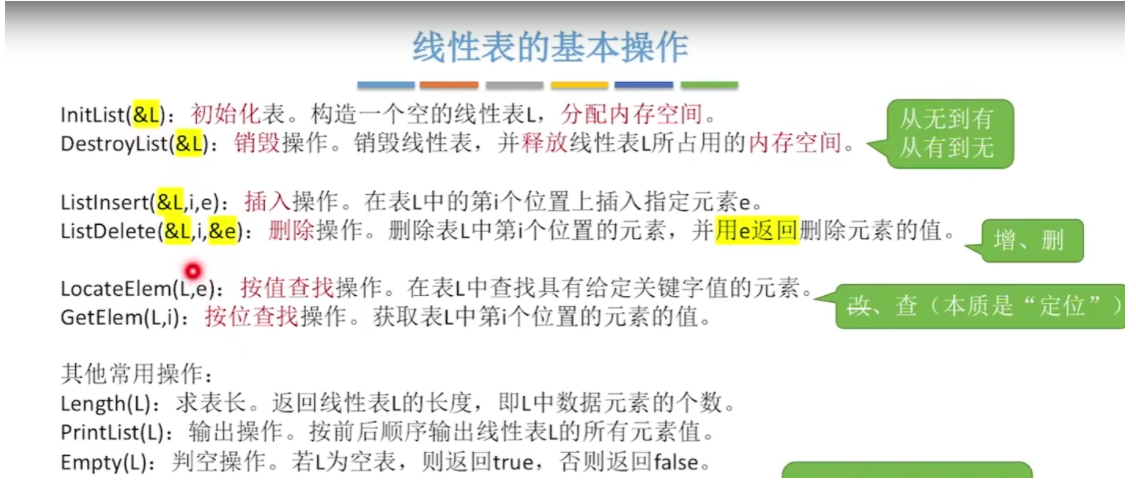 线性表的基本操作
InitList(&L)：初始化表。构造一个空的线性表L，分配内存空间。
DestroyList(&L)：销毁操作。销毁线性表，并释放线性表L所占用的内存空间。
从无到有
从有到无
ListInsert(&L,i,e)：插入操作。在表L中的第i个位置上插入指定元素e。
ListDelete(&L,i,&e)：删除操作。删除表L中第i个位置的元素，并用e返回删除元素的值。
增、删
LocateElem(L,e)：按值查找操作。在表L中查找具有给定关键字值的元素。
GetElem(L,i)：按位查找操作。获取表L中第i个位置的元素的值。
改、查（本质是“定位”）
其他常用操作：
Length(L)：求表长。返回线性表L的长度，即L中数据元素的个数。
PrintList(L)：输出操作。按前后顺序输出线性表L的所有元素值。
Empty(L)：判空操作。若L为空表，则返回true，否则返回false。